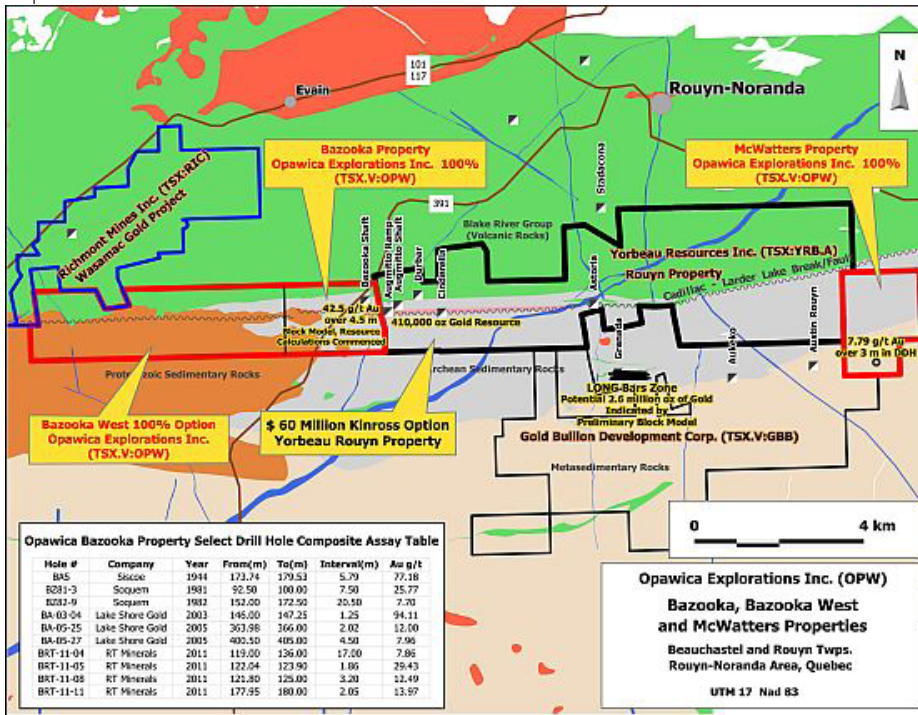 101
117
Evain
Rouyn-Noranda
N
Bazooka Property
Opawica Explorations Inc. 100%
(TSX.V:OPW)
McWatters Property
Opawica Explorations Inc. 100%
(TSX.V:OPW)
Richmont Mines Inc. (TSX:RIC)
Wasamac Gold Project
391
Stadacona
Blake River Group
(Volcanic Rocks)
Bazooka Shaft
Augmitto Ramp
Augmitto Shaft
Durbar
Cinderella
Astoria
Yorbeau Resources Inc. (TSX:YRB.A)
Rouyn Property
Cadillac - Larder Lake Break/Fault
42.5 g/t Au
over 4.5 m
Block Model, Resource
Calculations Commenced
410,000 oz Gold Resource
Granada
Aukeko
Austin Rouyn
7.79 g/t Au
over 3 m in DDH
Proterozoic Sedimentary Rocks
Archean Sedimentary Rocks
LONG-Bars Zone
Potential 2.6 million oz of Gold
Indicated by
Preliminary Block Model
Bazooka West 100% Option
Opawica Explorations Inc.
(TSX.V:OPW)
$ 60 Million Kinross Option
Yorbeau Rouyn Property
Gold Bullion Development Corp. (TSX.V:GBB)
Metasedimentary Rocks
0 4 km
Opawica Bazooka Property Select Drill Hole Composite Assay Table
Hole # Company Year From(m) To(m) Interval(m) Au g/t
BA5 Siscoe 1944 173.74 179.53 5.79 77.18
BZ81-3 Soquem 1981 92.50 100.00 7.50 25.77
BZ82-9 Soquem 1982 152.00 172.50 20.50 7.70
BA-03-04 Lake Shore Gold 2003 146.00 147.25 1.25 94.11
BA-05-25 Lake Shore Gold 2005 363.98 366.00 2.02 12.00
BA-05-27 Lake Shore Gold 2005 400.50 405.00 4.50 7.96
BRT-11-04 RT Minerals 2011 119.00 136.00 17.00 7.86
BRT-11-05 RT Minerals 2011 122.04 123.90 1.86 29.43
BRT-11-08 RT Minerals 2011 121.80 125.00 3.20 12.49
BRT-11-11 RT Minerals 2011 177.95 180.00 2.05 13.97
Opawica Explorations Inc. (OPW)
Bazooka, Bazooka West
and McWatters Properties
Beauchastel and Rouyn Twps.
Rouyn-Noranda Area, Quebec
UTM 17 Nad 83